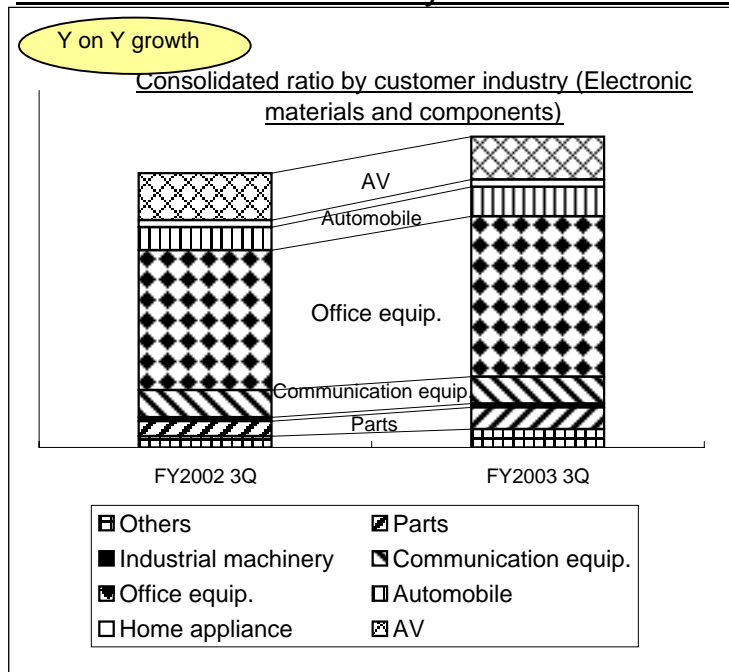 Y on Y growth
Consolidated ratio by customer industry (Electronic
materials and components)
AV
Automobile
Office equip.
Communication equip.
Parts
FY2002 3Q
FY2003 3Q
Others
Parts
Industrial machinery
Communication equip.
Office equip.
Automobile
Home appliance
AV